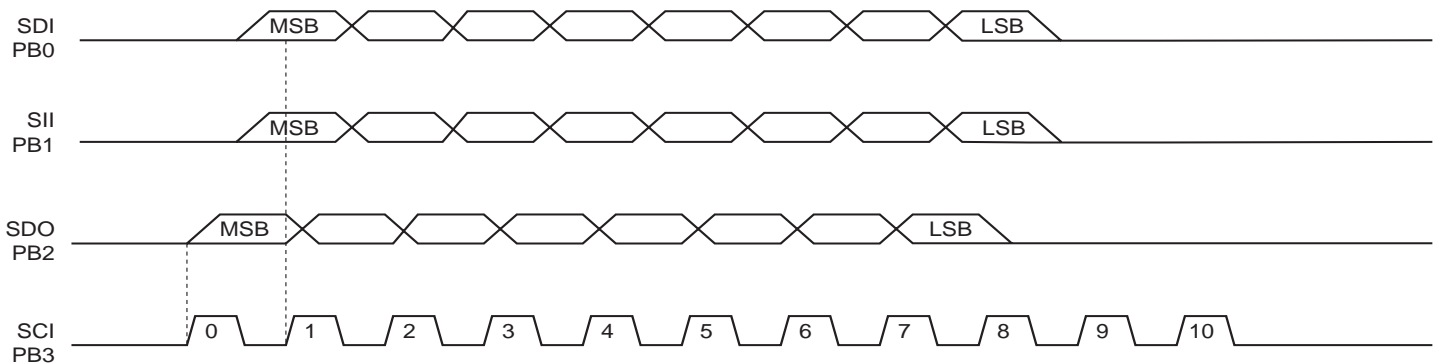 SDI
PB0
MSB LSB
SII
PB1
MSB LSB
SDO
PB2
MSB LSB
SCI
PB3
0 1 2 3 4 5 6 7 8 9 10